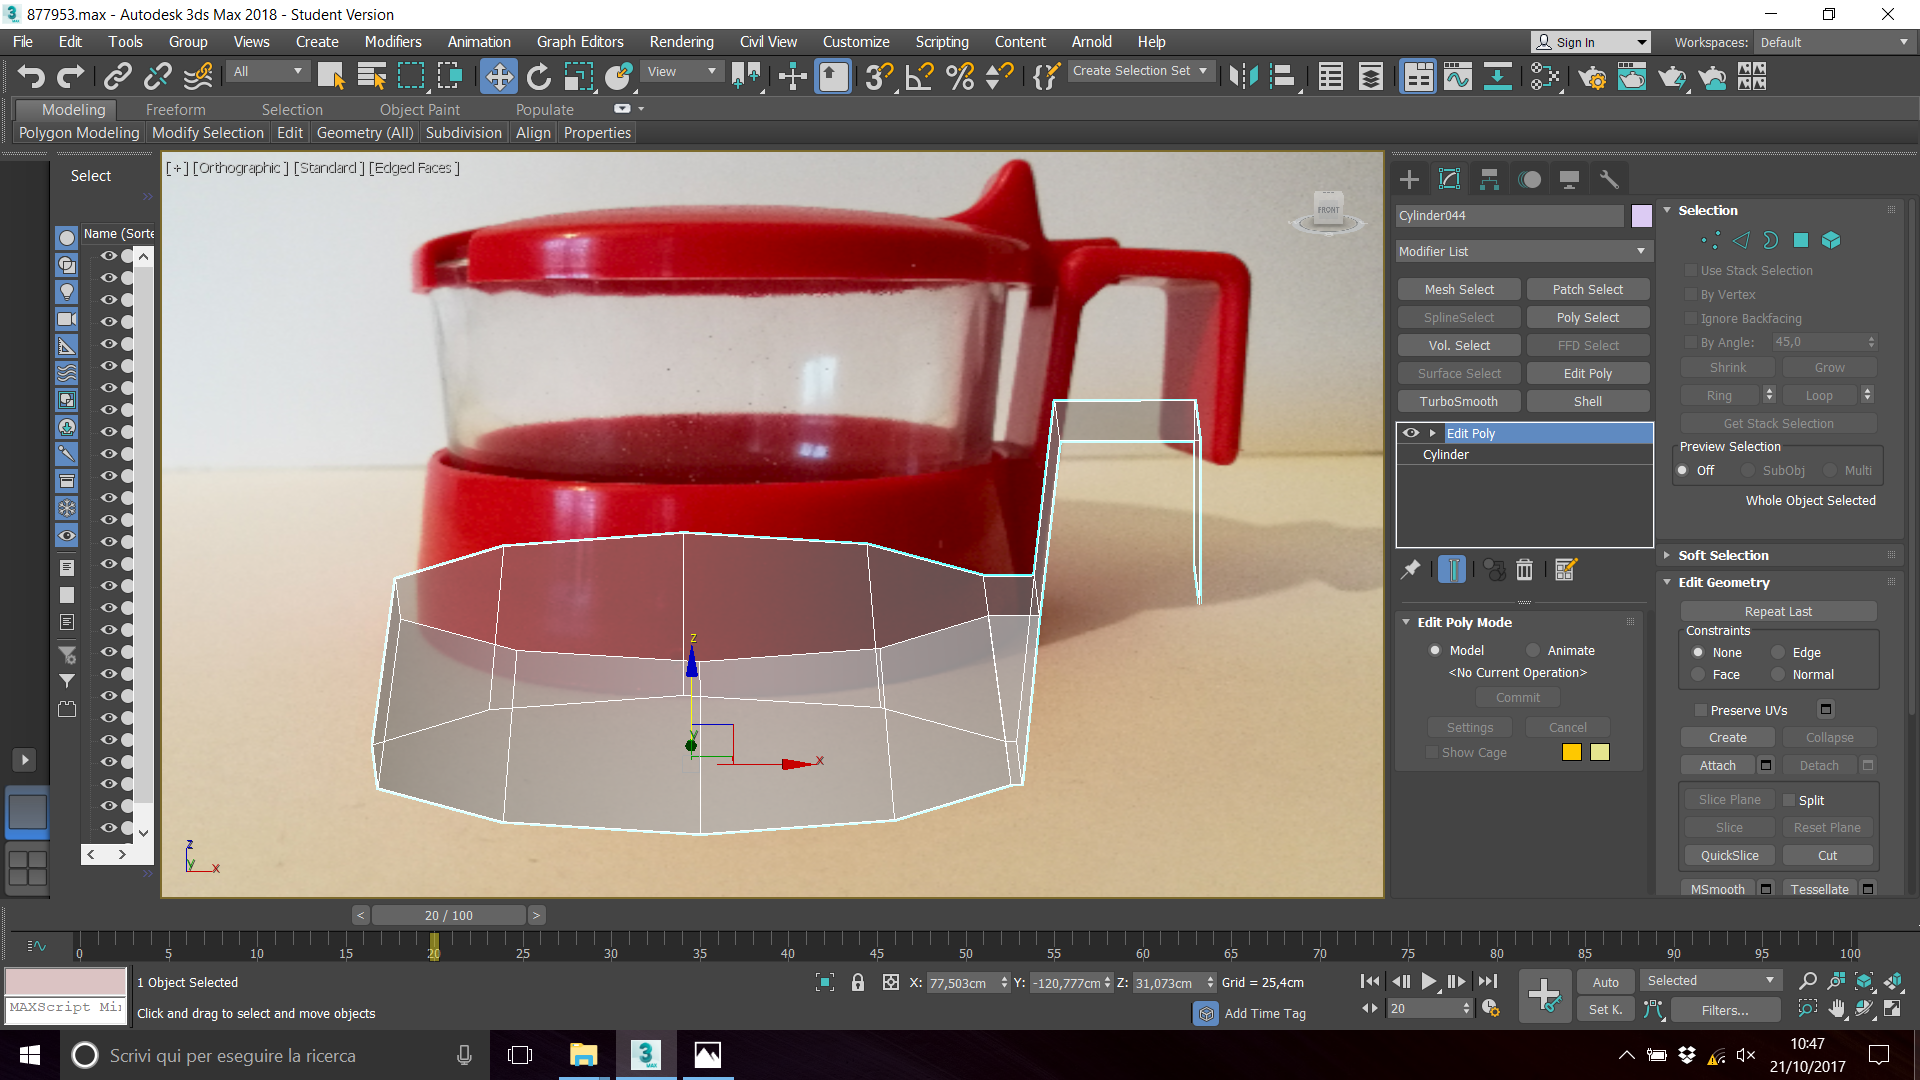 877953.max - Autodesk 3ds Max 2018 - Student Version
File Edit Tools Group Views Create Modifiers Animation Graph Editors Rendering Civil View Customize Scripting Content Arnold Help
Sign In Workspaces: Default
All View Create Selection Set
Modeling Freeform Selection Object Paint Populate
Polygon Modeling Modify Selection Edit Geometry (All) Subdivision Align Properties
Select
Name (Sorte
[+] [Orthographic ] [Standard ] [Edged Faces ]
FRONT
z
y
x
z
y
x
Cylinder044
Modifier List
Mesh Select Patch Select
SplineSelect Poly Select
Vol. Select FFD Select
Surface Select Edit Poly
TurboSmooth Shell
Edit Poly
Cylinder
Edit Poly Mode
Model Animate
<No Current Operation>
Commit
Settings Cancel
Show Cage
Selection
Use Stack Selection
By Vertex
Ignore Backfacing
By Angle: 45,0
Shrink Grow
Ring Loop
Get Stack Selection
Preview Selection
Off SubObj Multi
Whole Object Selected
Soft Selection
Edit Geometry
Repeat Last
Constraints
None Edge
Face Normal
Preserve UVs
Create Collapse
Attach Detach
Slice Plane Split
Slice Reset Plane
QuickSlice Cut
MSmooth Tessellate
< 20 / 100 >
0 5 10 15 20 25 30 35 40 45 50 55 60 65 70 75 80 85 90 95 100
1 Object Selected
X: 77,503cm Y: -120,777cm Z: 31,073cm Grid = 25,4cm
Auto Selected
MAXScript Mi
Click and drag to select and move objects
Add Time Tag
20
Set K. Filters...
Scrivi qui per eseguire la ricerca
3
MAX
10:47
21/10/2017